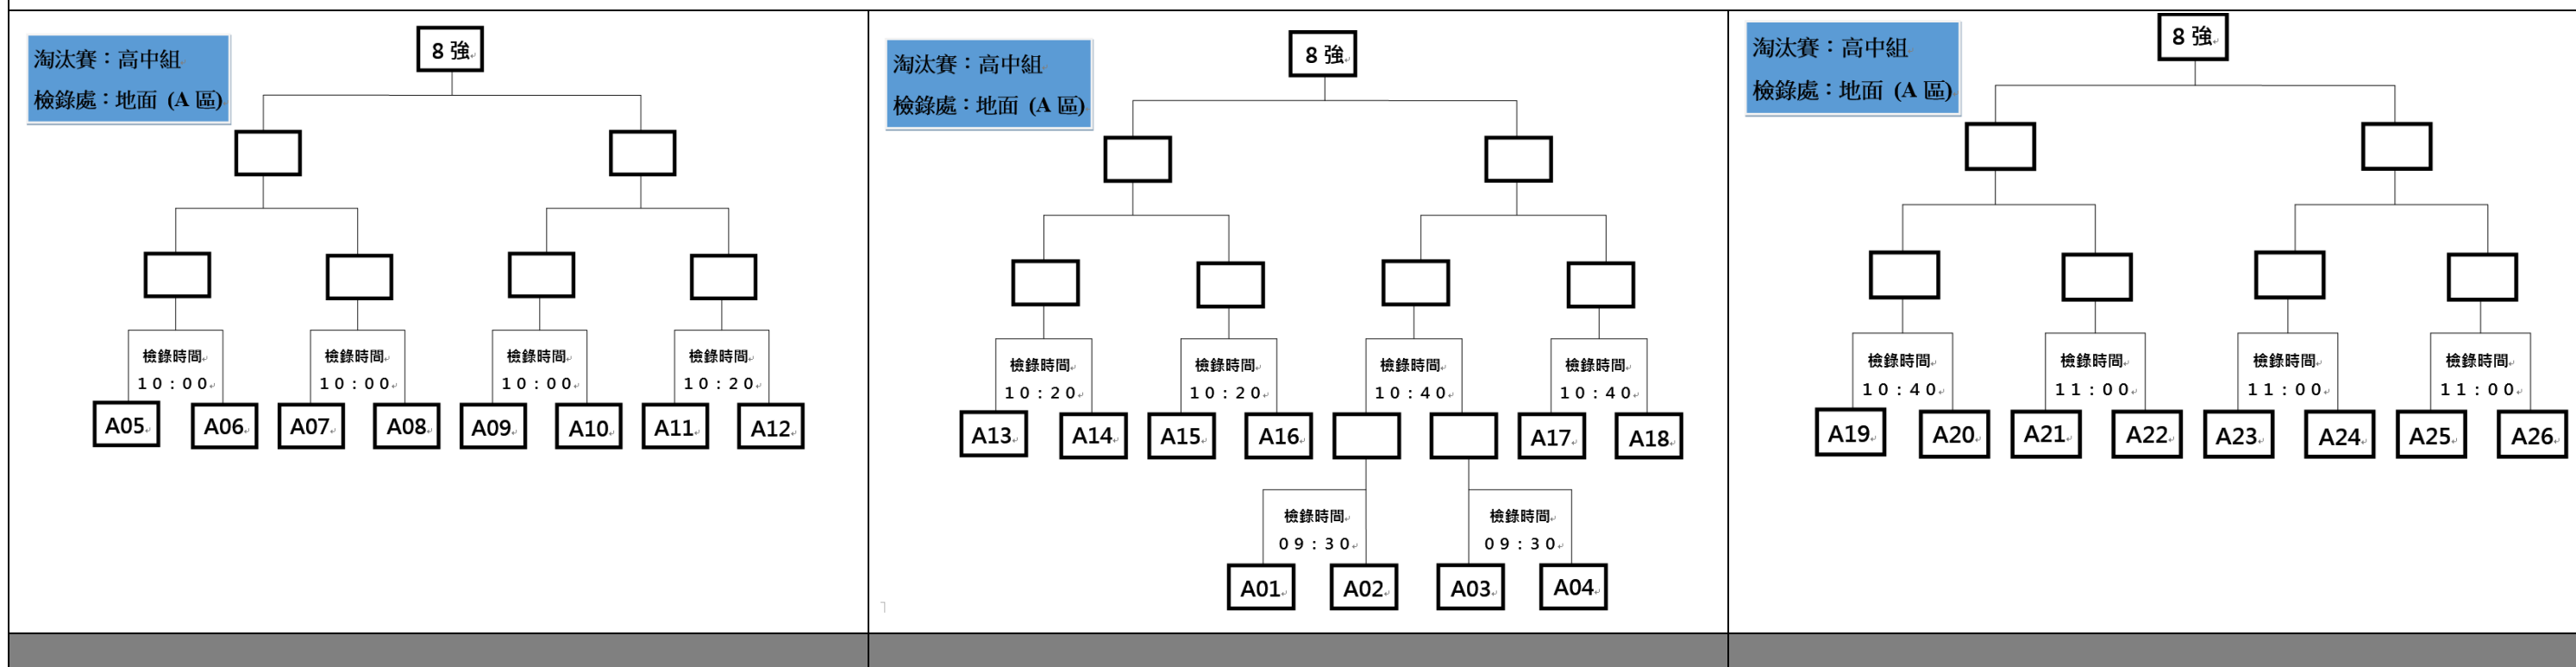 8 強
淘汰賽：高中組
檢錄處：地面 (A 區)
檢錄時間
10：00
檢錄時間
10：00
檢錄時間
10：00
檢錄時間
10：20
A05
A06
A07
A08
A09
A10
A11
A12
8 強
淘汰賽：高中組
檢錄處：地面 (A 區)
檢錄時間
10：20
檢錄時間
10：20
檢錄時間
10：40
檢錄時間
10：40
A13
A14
A15
A16
A17
A18
檢錄時間
09：30
檢錄時間
09：30
A01
A02
A03
A04
8 強
淘汰賽：高中組
檢錄處：地面 (A 區)
檢錄時間
10：40
檢錄時間
11：00
檢錄時間
11：00
檢錄時間
11：00
A19
A20
A21
A22
A23
A24
A25
A26